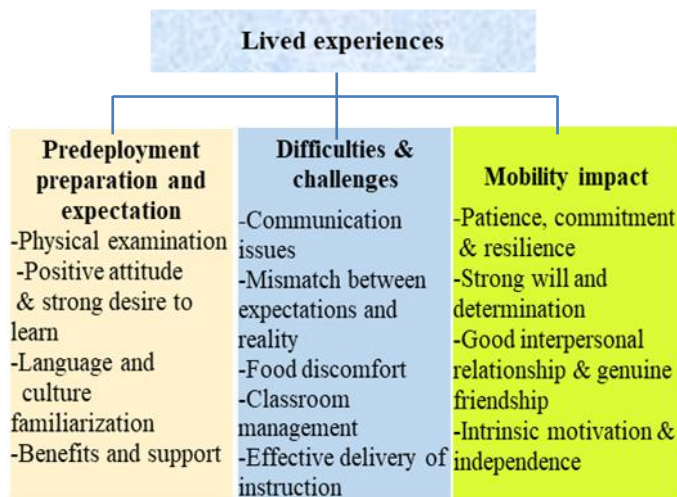 Lived experiences
Predeployment
preparation and
expectation
-Physical examination
-Positive attitude
& strong desire to
learn
-Language and
culture
familiarization
-Benefits and support
Difficulties &
challenges
-Communication
issues
-Mismatch between
expectations and
reality
-Food discomfort
-Classroom
management
-Effective delivery of
instruction
Mobility impact
-Patience, commitment
& resilience
-Strong will and
determination
-Good interpersonal
relationship & genuine
friendship
-Intrinsic motivation &
independence